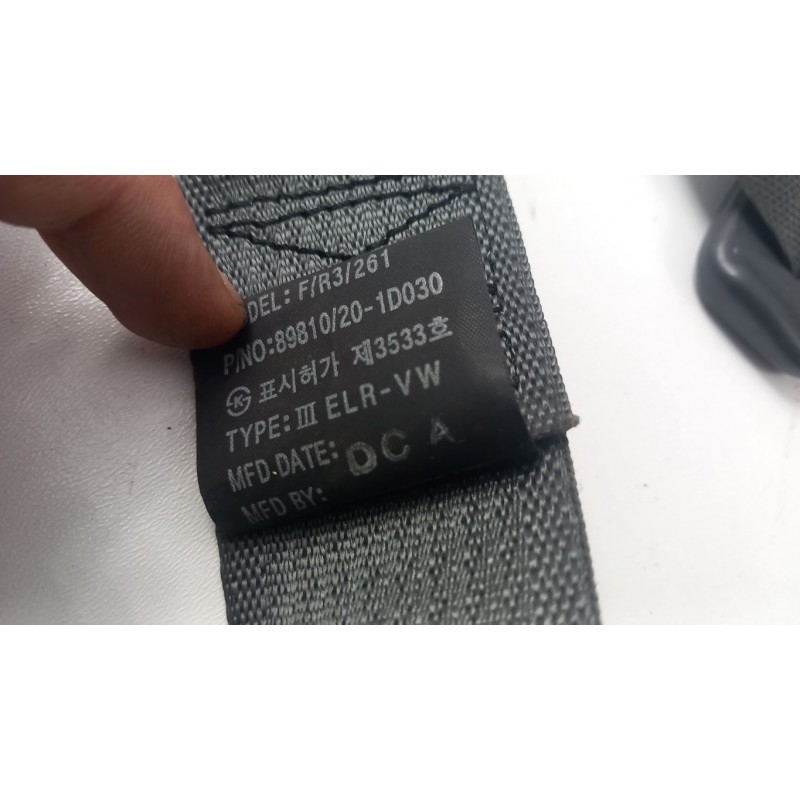 DEL: F/R3/261
P/NO:89810/20-1D030
K 표시허가 제3533호
TYPE: III ELR-VW
MFD-DATE: DCA
MFD BY: